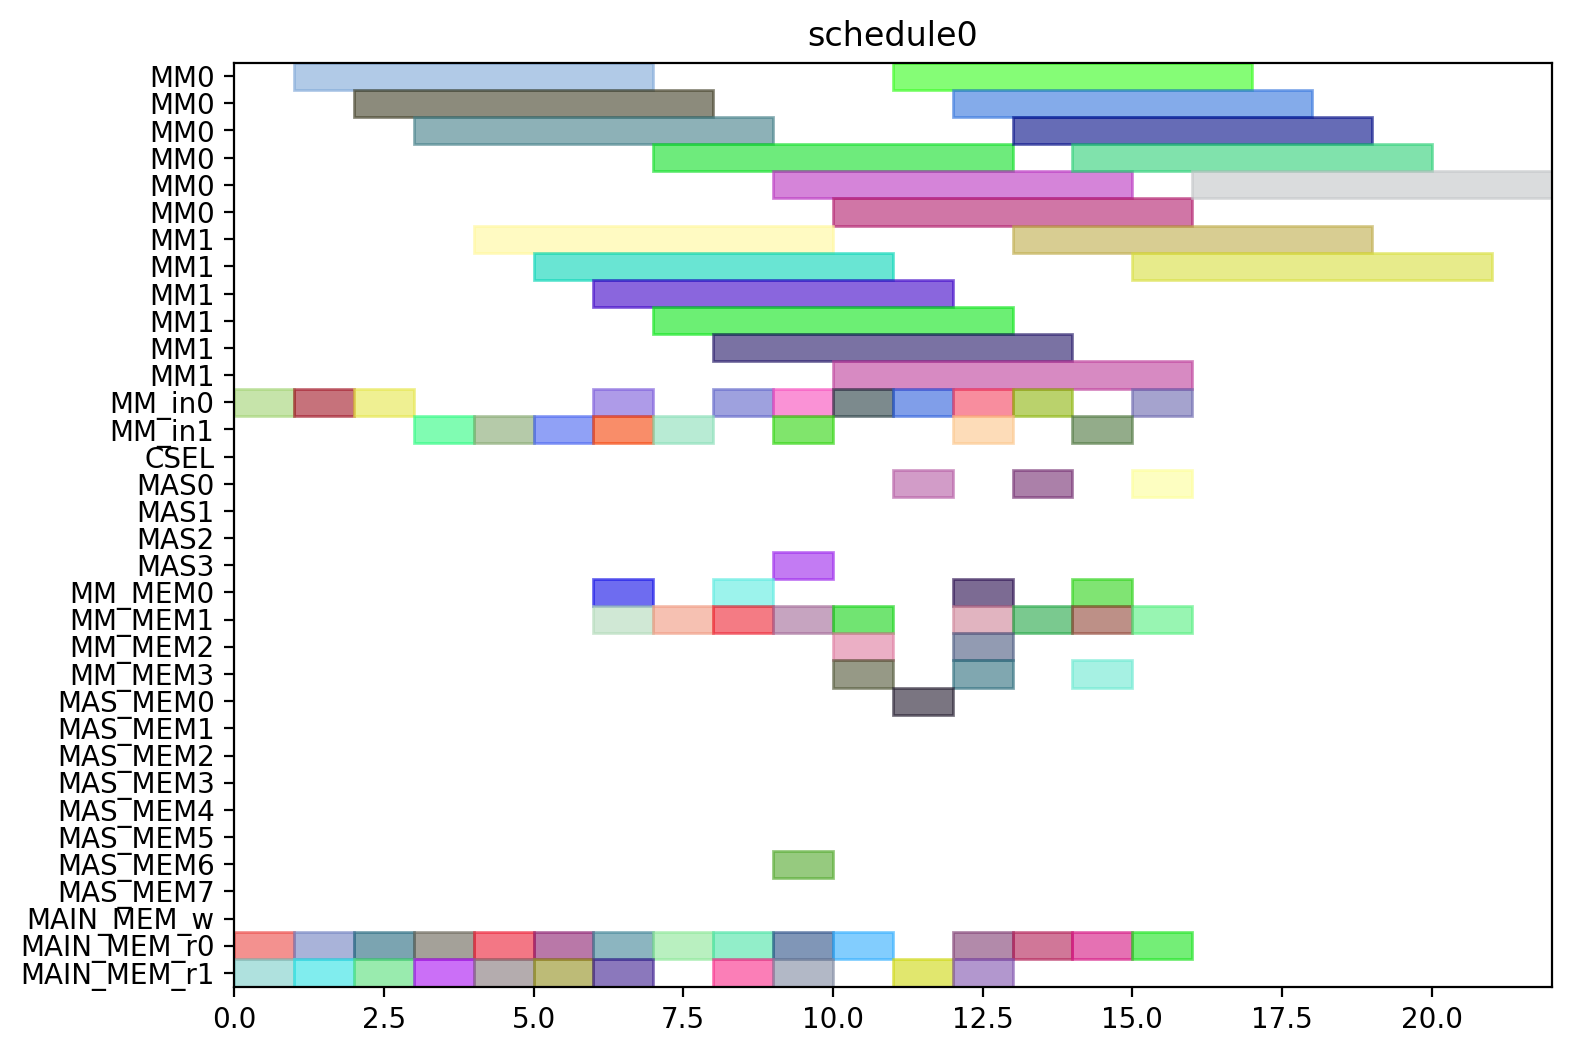 schedule0
MM0
MM0
MM0
MM0
MM0
MM0
MM1
MM1
MM1
MM1
MM1
MM1
MM_in0
MM_in1
CSEL
MAS0
MAS1
MAS2
MAS3
MM_MEM0
MM_MEM1
MM_MEM2
MM_MEM3
MAS_MEM0
MAS_MEM1
MAS_MEM2
MAS_MEM3
MAS_MEM4
MAS_MEM5
MAS_MEM6
MAS_MEM7
MAIN_MEM_w
MAIN_MEM_r0
MAIN_MEM_r1
0.0 2.5 5.0 7.5 10.0 12.5 15.0 17.5 20.0